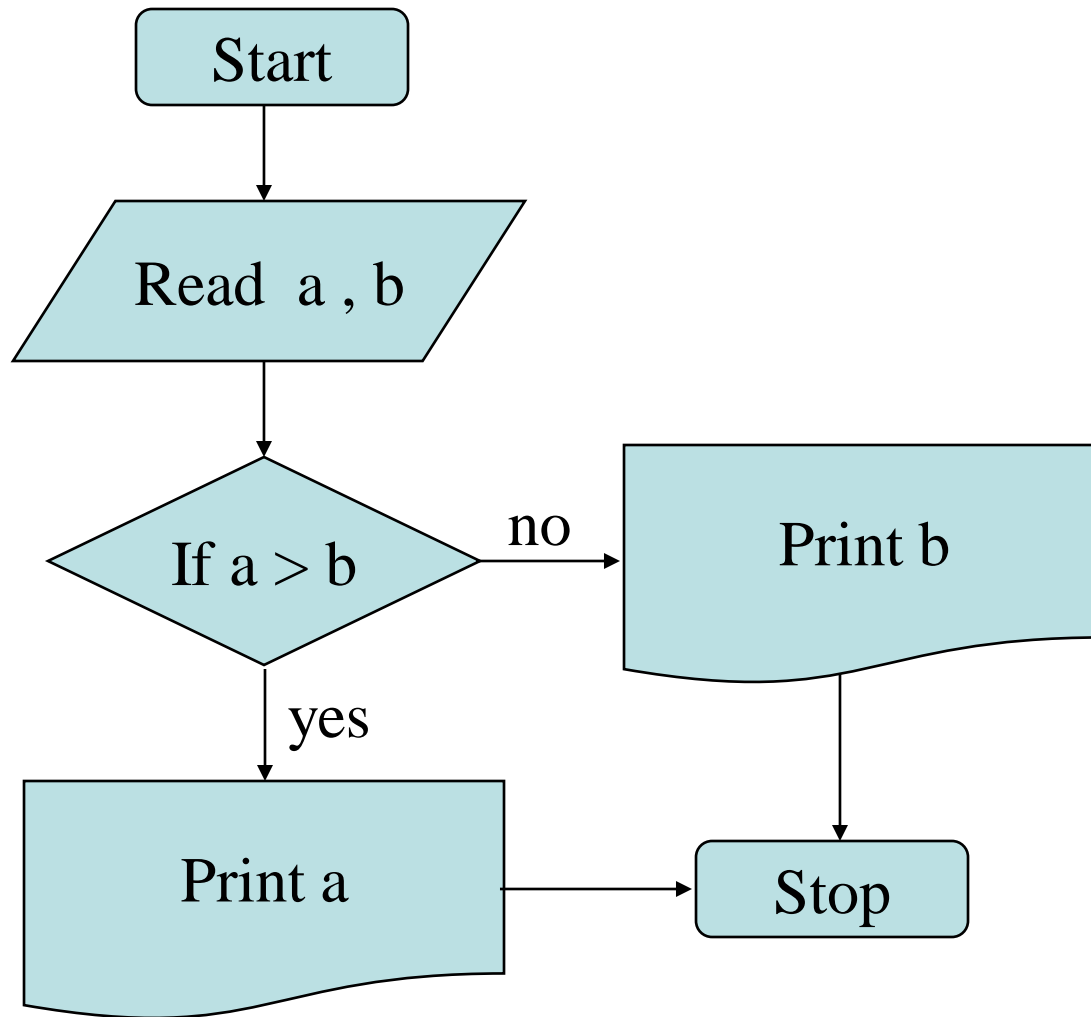 Start
Read a , b
If a > b
no
Print b
yes
Print a
Stop